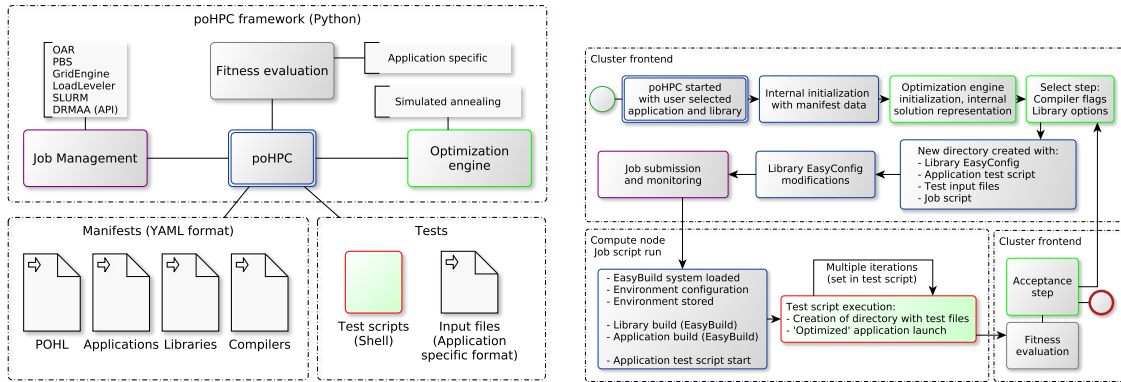 poHPC framework (Python)
OAR
PBS
GridEngine
LoadLeveler
SLURM
DRMAA (API)
Fitness evaluation
Application specific
Simulated annealing
Job Management
poHPC
Optimization
engine
Manifests (YAML format)
POHL
Applications
Libraries
Compilers
Tests
Test scripts
(Shell)
Input files
(Application
specific format)
Cluster frontend
poHPC started
with user selected
application and library
Internal initialization
with manifest data
Optimization engine
initialization, internal
solution representation
Select step:
Compiler flags
Library options
New directory created with:
- Library EasyConfig
- Application test script
- Test input files
- Job script
Library EasyConfig
modifications
Job submission
and monitoring
Compute node
Job script run
- EasyBuild system loaded
- Environment configuration
- Environment stored
- Library build (EasyBuild)
- Application build (EasyBuild)
- Application test script start
Multiple iterations
(set in test script)
Test script execution:
- Creation of directory with test files
- 'Optimized' application launch
Cluster frontend
Acceptance
step
Fitness
evaluation